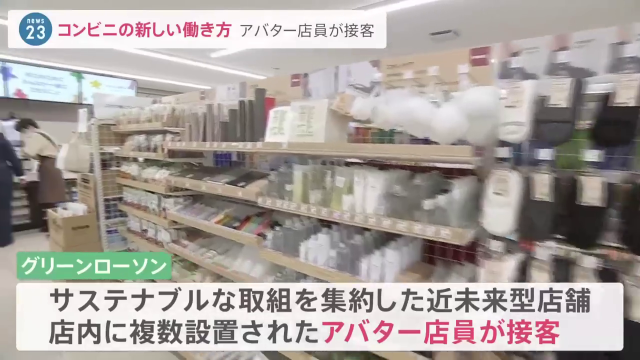 news
23
コンビニの新しい働き方 アバター店員が接客
グリーンローソン
サステナブルな取組を集約した近未来型店舗
店内に複数設置されたアバター店員が接客